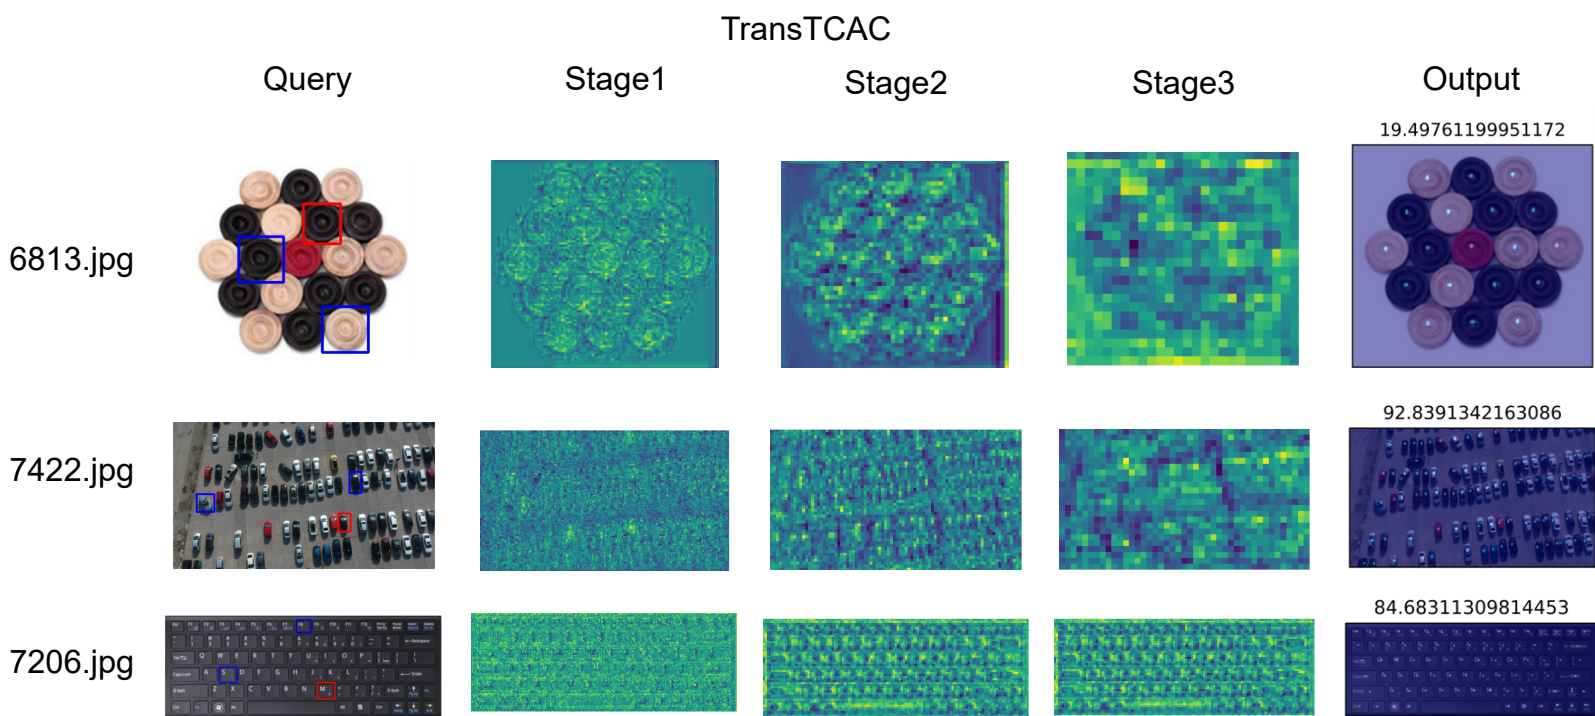 TransTCAC
Query Stage1 Stage2 Stage3 Output
19.49761199951172
6813.jpg
92.8391342163086
7422.jpg
84.68311309814453
7206.jpg
Q W E R T Y U I O P
A S D F G H J K L
Z X C V B N M